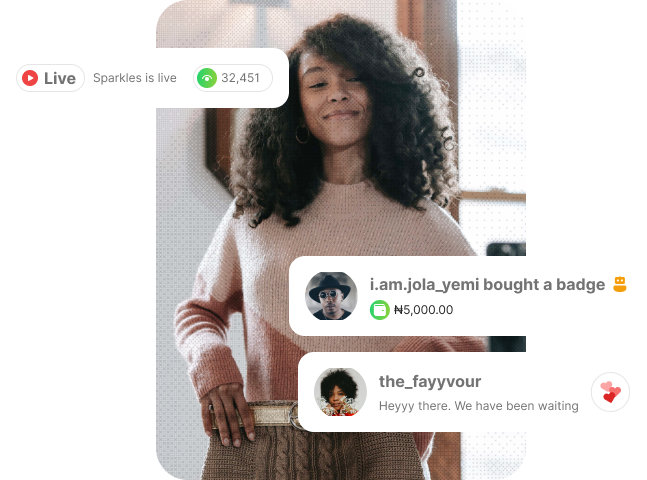 Live Sparkles is live 32,451
i.am.jola_yemi bought a badge
₦5,000.00
the_fayyvour
Heyyy there. We have been waiting